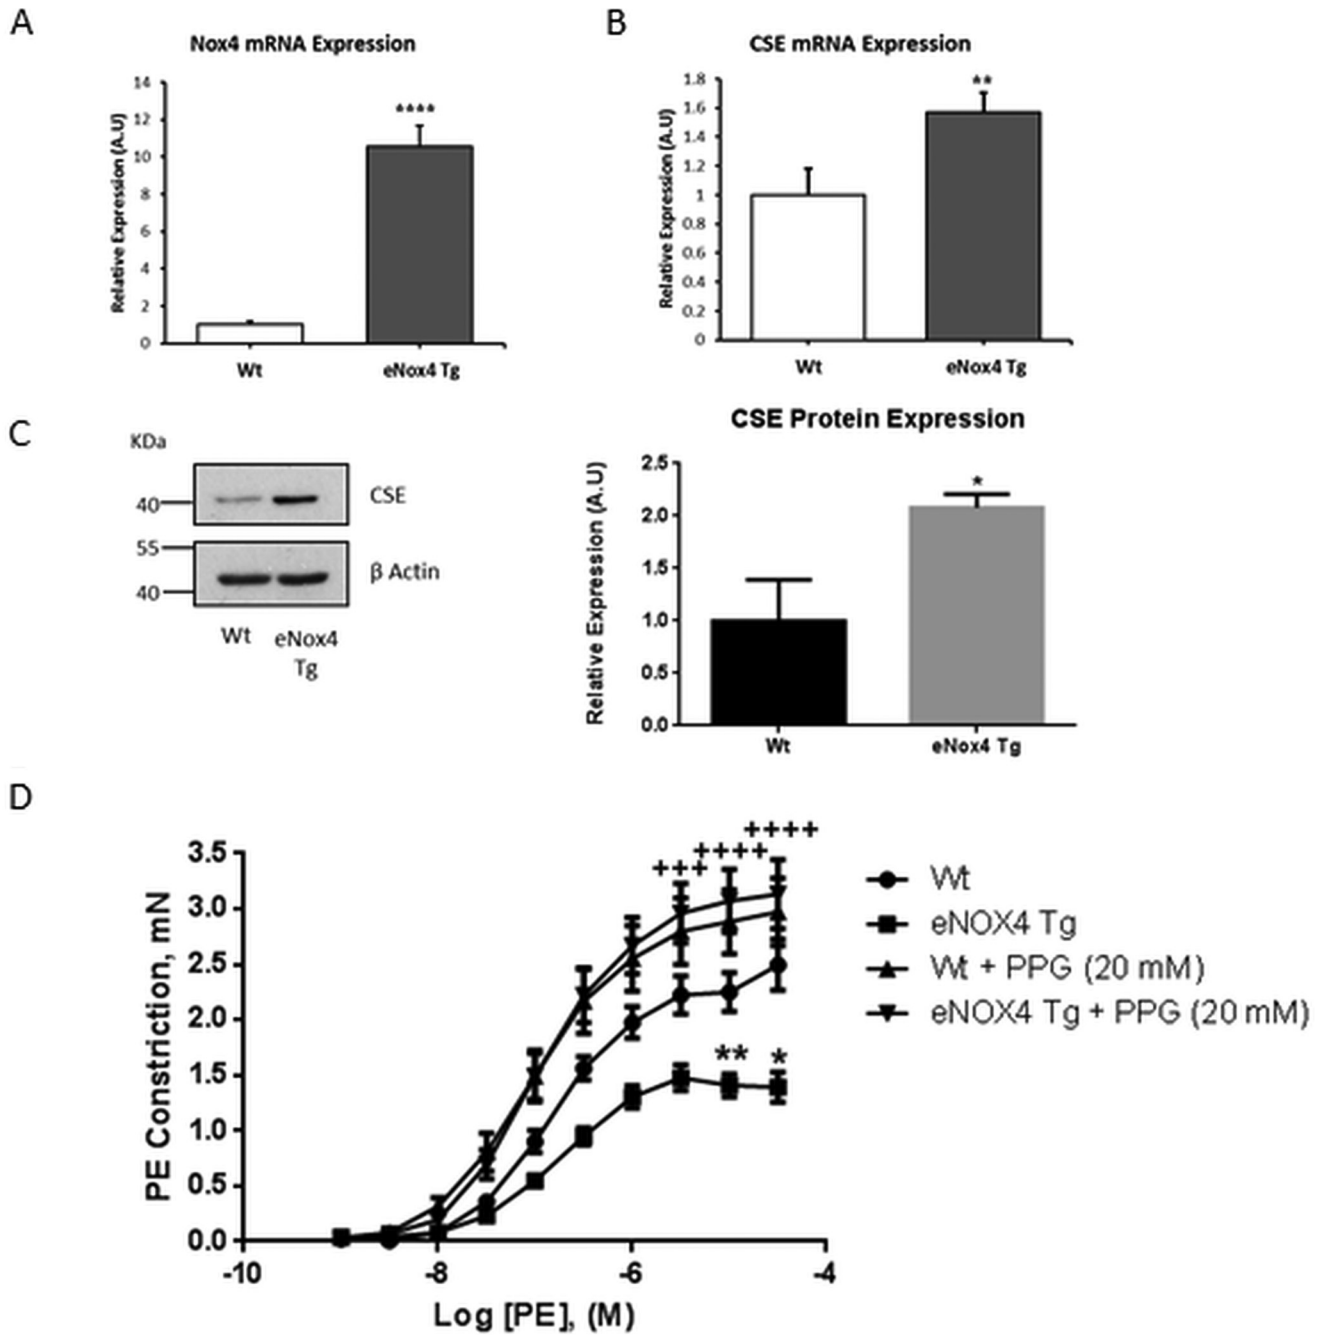 A
Nox4 mRNA Expression
Relative Expression (A.U)
14
12
10
8
6
4
2
0
****
Wt
eNox4 Tg
B
CSE mRNA Expression
Relative Expression (A.U)
1.8
1.6
1.4
1.2
1
0.8
0.6
0.4
0.2
0
**
Wt
eNox4 Tg
C
KDa
40
CSE
55
40
β Actin
Wt
eNox4
Tg
CSE Protein Expression
Relative Expression (A.U)
2.5
2.0
1.5
1.0
0.5
0.0
*
Wt
eNox4 Tg
D
PE Constriction, mN
3.5
3.0
2.5
2.0
1.5
1.0
0.5
0.0
++++
++++
+++
**
*
-10
-8
-6
-4
Log [PE], (M)
Wt
eNOX4 Tg
Wt + PPG (20 mM)
eNOX4 Tg + PPG (20 mM)